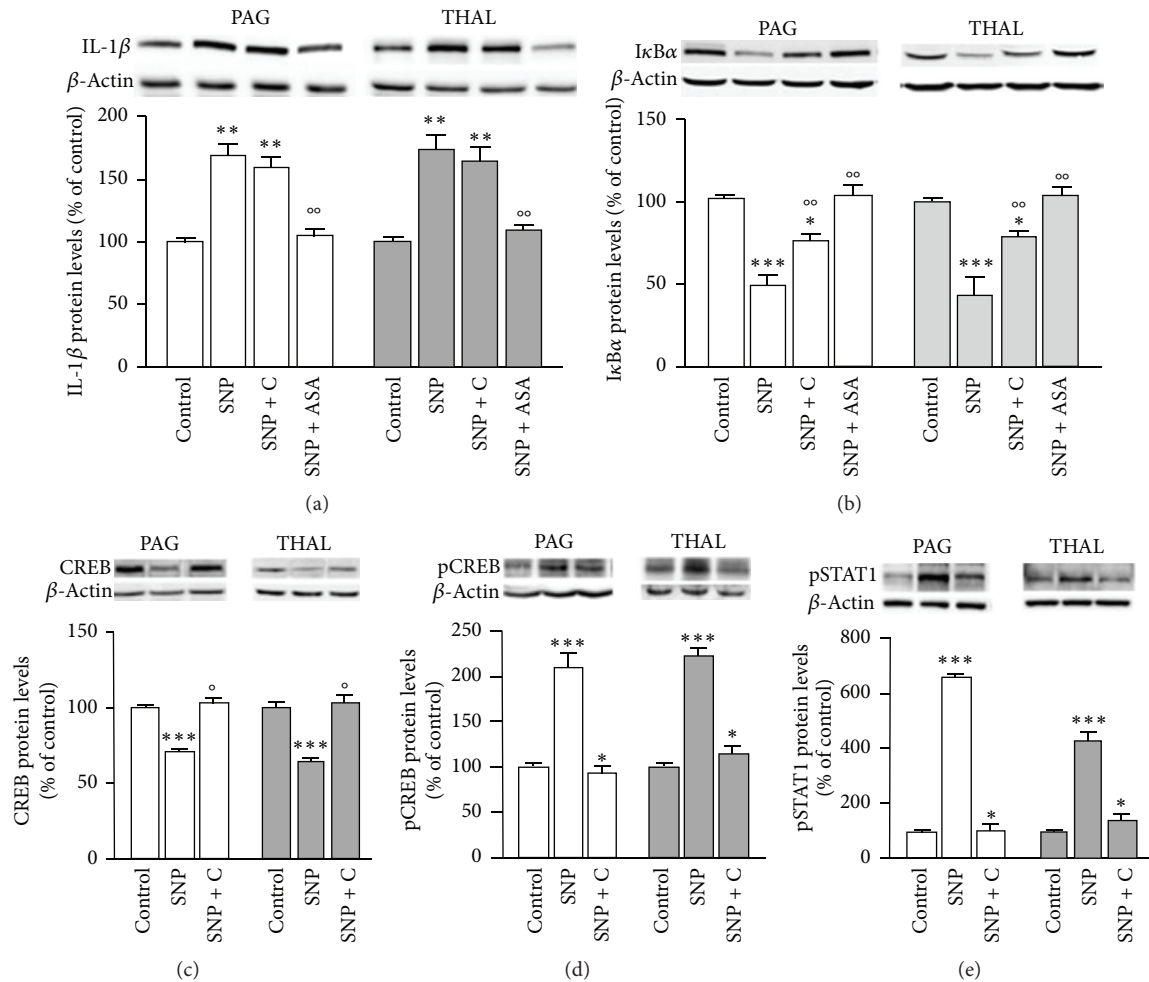 PAG THAL
IL-1β
β-Actin
IL-1β protein levels (% of control)
200
150
100
50
0
** ** °° ** ** °°
Control SNP SNP + C SNP + ASA Control SNP SNP + C SNP + ASA
(a)
PAG THAL
IκBα
β-Actin
IκBα protein levels (% of control)
150
100
50
0
*** °° * °° *** °° * °°
Control SNP SNP + C SNP + ASA Control SNP SNP + C SNP + ASA
(b)
PAG THAL
CREB
β-Actin
CREB protein levels
(% of control)
150
100
50
0
*** ° *** °
Control SNP SNP + C Control SNP SNP + C
(c)
PAG THAL
pCREB
β-Actin
pCREB protein levels
(% of control)
250
200
150
100
50
0
*** * *** *
Control SNP SNP + C Control SNP SNP + C
(d)
PAG THAL
pSTAT1
β-Actin
pSTAT1 protein levels
(% of control)
800
600
400
200
0
*** * *** *
Control SNP SNP + C Control SNP SNP + C
(e)